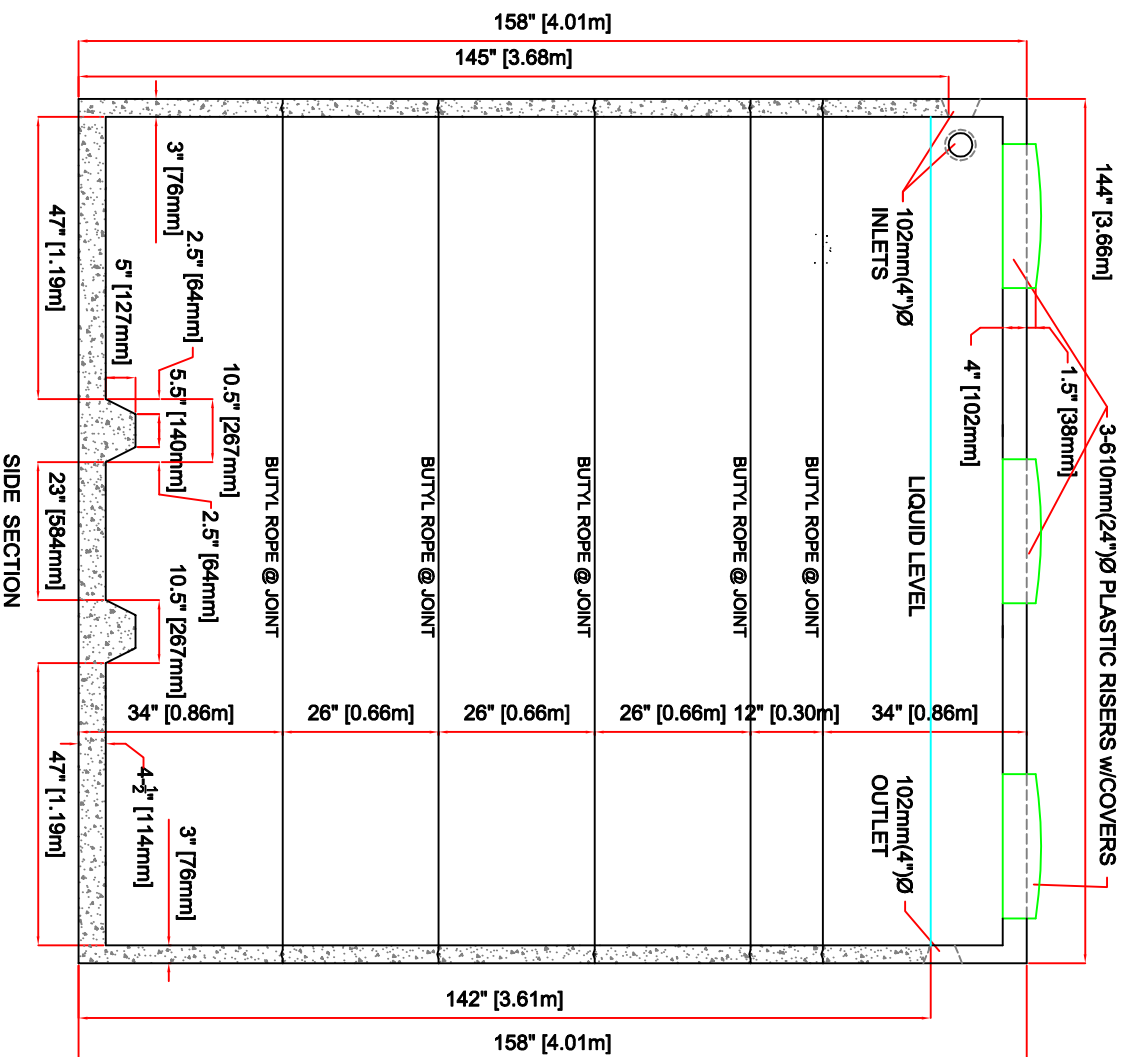 158" [4.01m]
145" [3.68m]
144" [3.66m]
3-610mm(24")Ø PLASTIC RISERS w/COVERS
1.5" [38mm]
4" [102mm]
102mm(4")Ø
INLETS
LIQUID LEVEL
102mm(4")Ø
OUTLET
BUTYL ROPE @ JOINT
BUTYL ROPE @ JOINT
BUTYL ROPE @ JOINT
BUTYL ROPE @ JOINT
BUTYL ROPE @ JOINT
34" [0.86m]
26" [0.66m]
26" [0.66m]
26" [0.66m]
12" [0.30m]
34" [0.86m]
3" [76mm]
2.5" [64mm]
5" [127mm]
10.5" [267mm]
5.5" [140mm]
2.5" [64mm]
10.5" [267mm]
4-1/2" [114mm]
3" [76mm]
47" [1.19m]
23" [584mm]
47" [1.19m]
142" [3.61m]
158" [4.01m]
SIDE SECTION